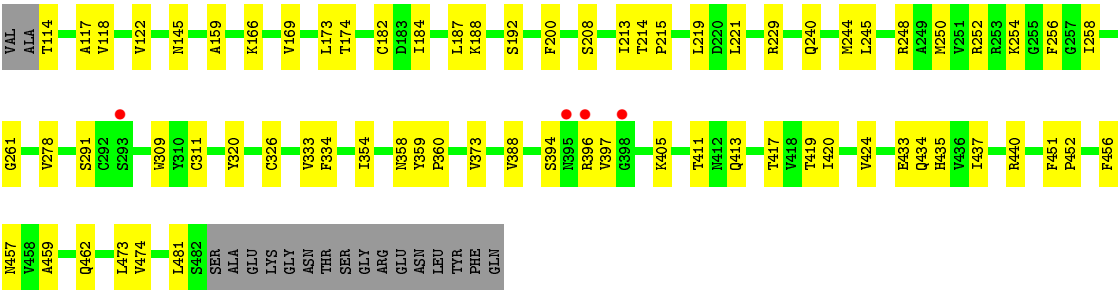 VAL ALA T114 A117 V118 V122 N145 A159 K166 V169 L173 T174 C182 D183 I184 L187 K188 S192 F200 S208 I213 T214 P215 L219 D220 L221 R229 Q240 M244 L245 R248 A249 M250 V251 R252 R253 K254 G255 F256 G257 I258
G261 V278 S291 C292 S293 W309 Y310 C311 Y320 C326 V333 F334 I354 N358 Y359 P360 V373 V388 S394 N395 R396 V397 G398 K405 T411 N412 Q413 T417 V418 T419 I420 V424 E433 Q434 H435 V436 I437 R440 F451 P452 F456
N457 V458 A459 Q462 L473 V474 L481 S482 SER ALA GLU LYS GLY ASN THR SER GLY ARG GLU ASN LEU TYR PHE GLN